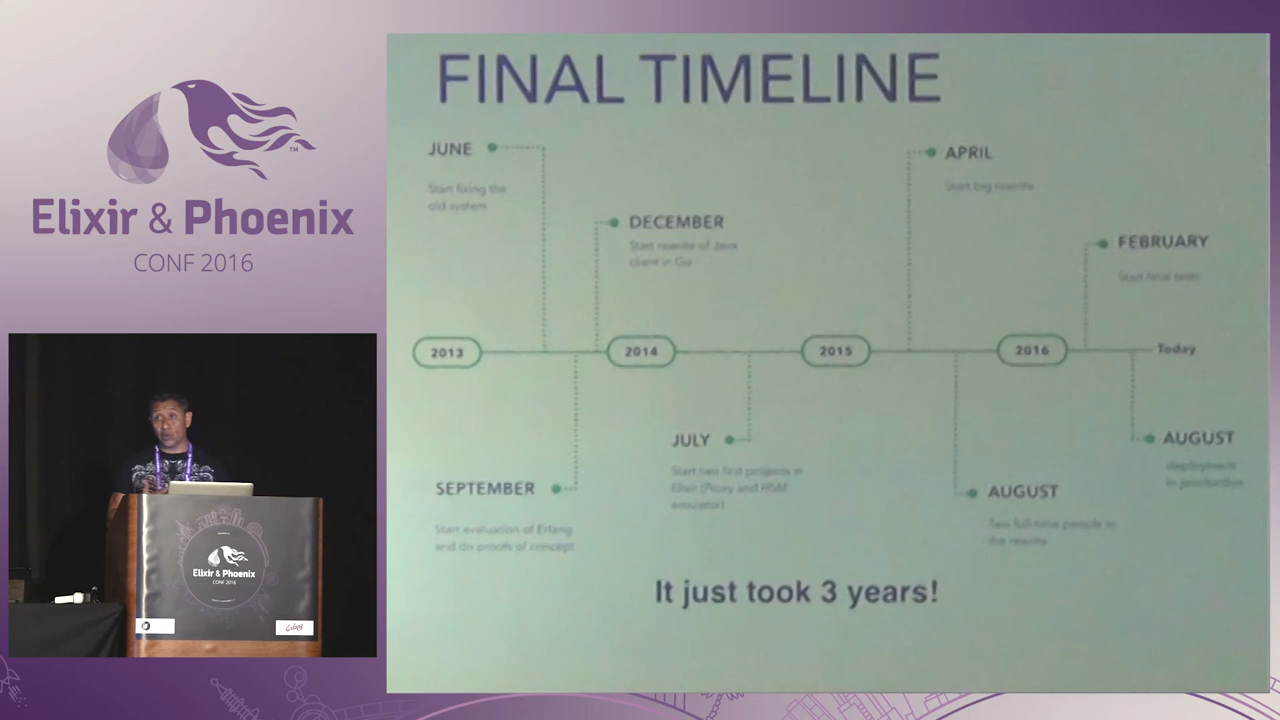 Elixir & Phoenix
CONF 2016
TM
FINAL TIMELINE
JUNE
Start fixing the
old system
DECEMBER
Start rewrite of Java
client in Go
APRIL
Start big rewrite
FEBRUARY
Start final tests
2013
2014
2015
2016
Today
JULY
Start two first projects in
Elixir (Proxy and HSM
emulator)
SEPTEMBER
Start evaluation of Erlang
and do proofs of concept
AUGUST
Two full-time people in
the rewrite
AUGUST
deployment
in production
It just took 3 years!
Elixir & Phoenix
CONF 2016